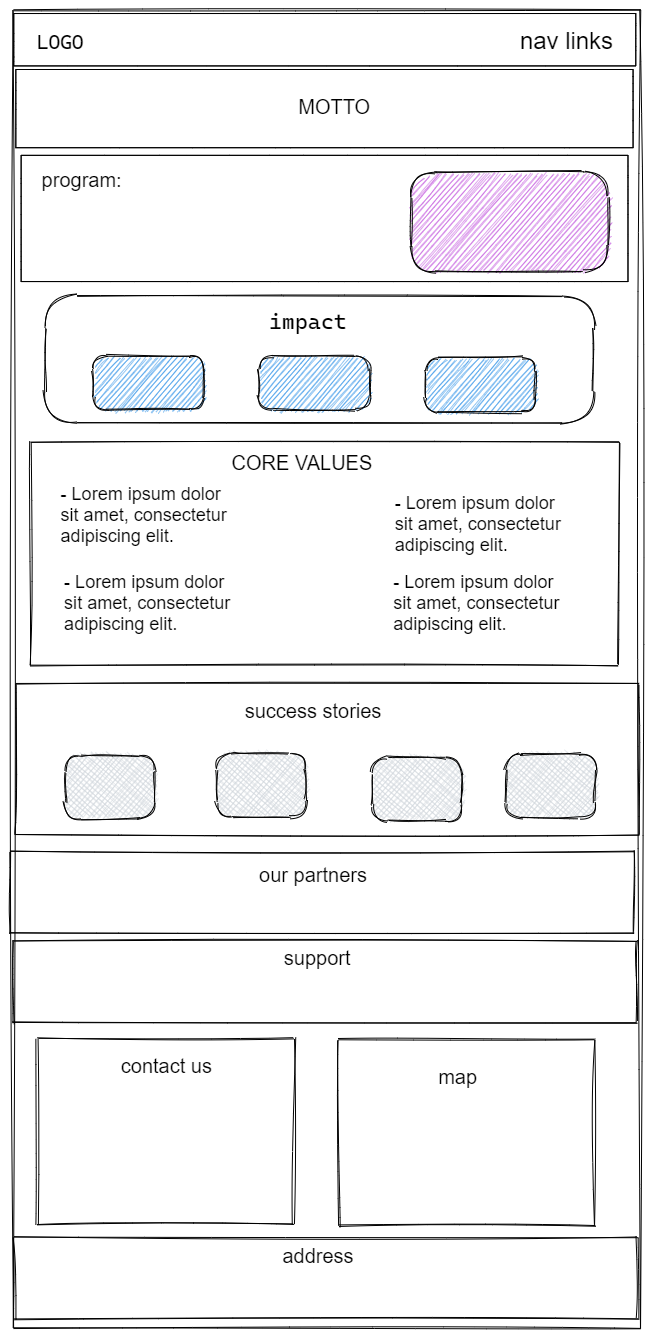 LOGO
nav links
MOTTO
program:
impact
CORE VALUES
- Lorem ipsum dolor
sit amet, consectetur
adipiscing elit.
- Lorem ipsum dolor
sit amet, consectetur
adipiscing elit.
- Lorem ipsum dolor
sit amet, consectetur
adipiscing elit.
- Lorem ipsum dolor
sit amet, consectetur
adipiscing elit.
success stories
our partners
support
contact us
map
address